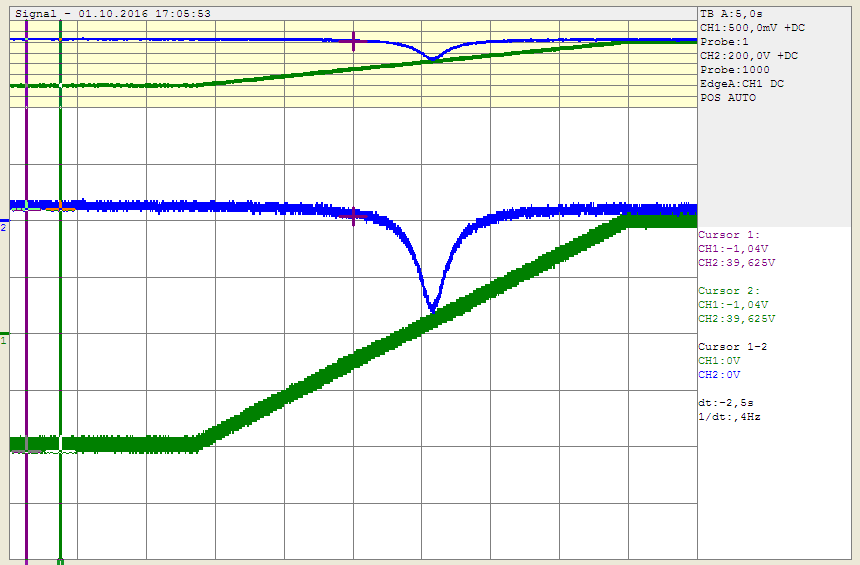 Signal - 01.10.2016 17:05:53
TB A:5,0s
CH1:500,0mV +DC
Probe:1
CH2:200,0V +DC
Probe:1000
EdgeA:CH1 DC
POS AUTO
2
1
Cursor 1:
CH1:-1,04V
CH2:39,625V
Cursor 2:
CH1:-1,04V
CH2:39,625V
Cursor 1-2
CH1:0V
CH2:0V
dt:-2,5s
1/dt:,4Hz